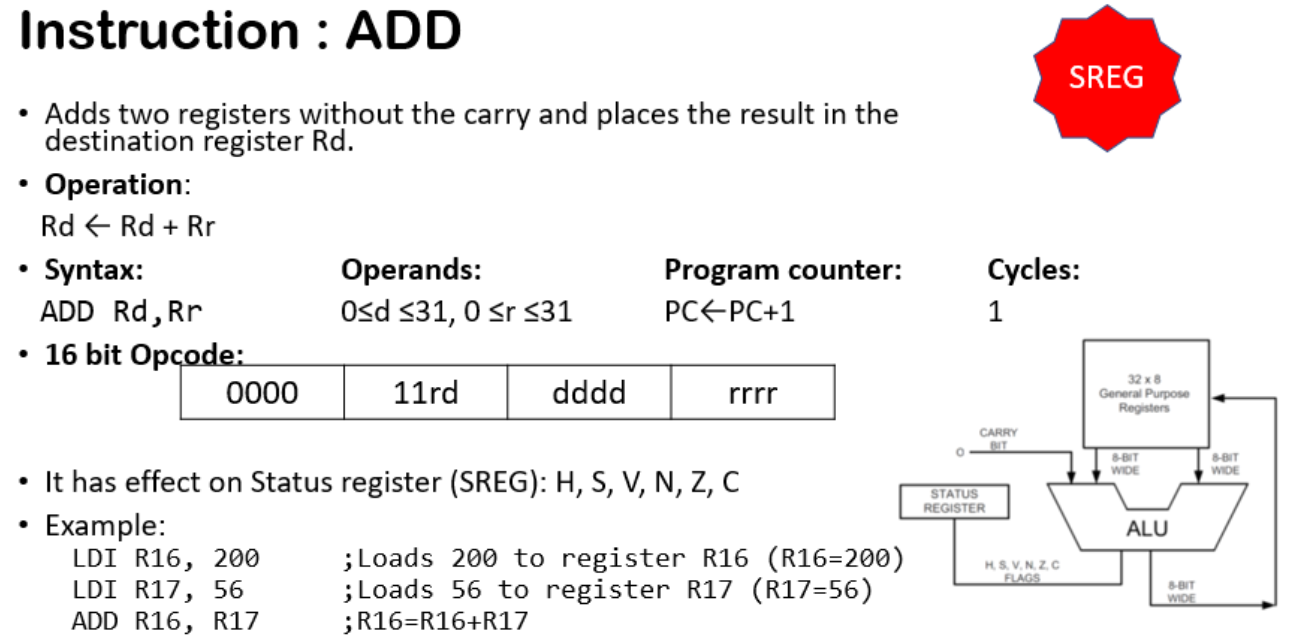 Instruction : ADD
SREG
• Adds two registers without the carry and places the result in the
destination register Rd.
• Operation:
Rd ← Rd + Rr
• Syntax: Operands: Program counter: Cycles:
ADD Rd,Rr 0≤d ≤31, 0 ≤r ≤31 PC←PC+1 1
• 16 bit Opcode:
0000 11rd dddd rrrr
• It has effect on Status register (SREG): H, S, V, N, Z, C
• Example:
LDI R16, 200 ;Loads 200 to register R16 (R16=200)
LDI R17, 56 ;Loads 56 to register R17 (R17=56)
ADD R16, R17 ;R16=R16+R17
32 x 8
General Purpose
Registers
CARRY
BIT
0
8-BIT
WIDE
8-BIT
WIDE
STATUS
REGISTER
ALU
H, S, V, N, Z, C
FLAGS
8-BIT
WIDE